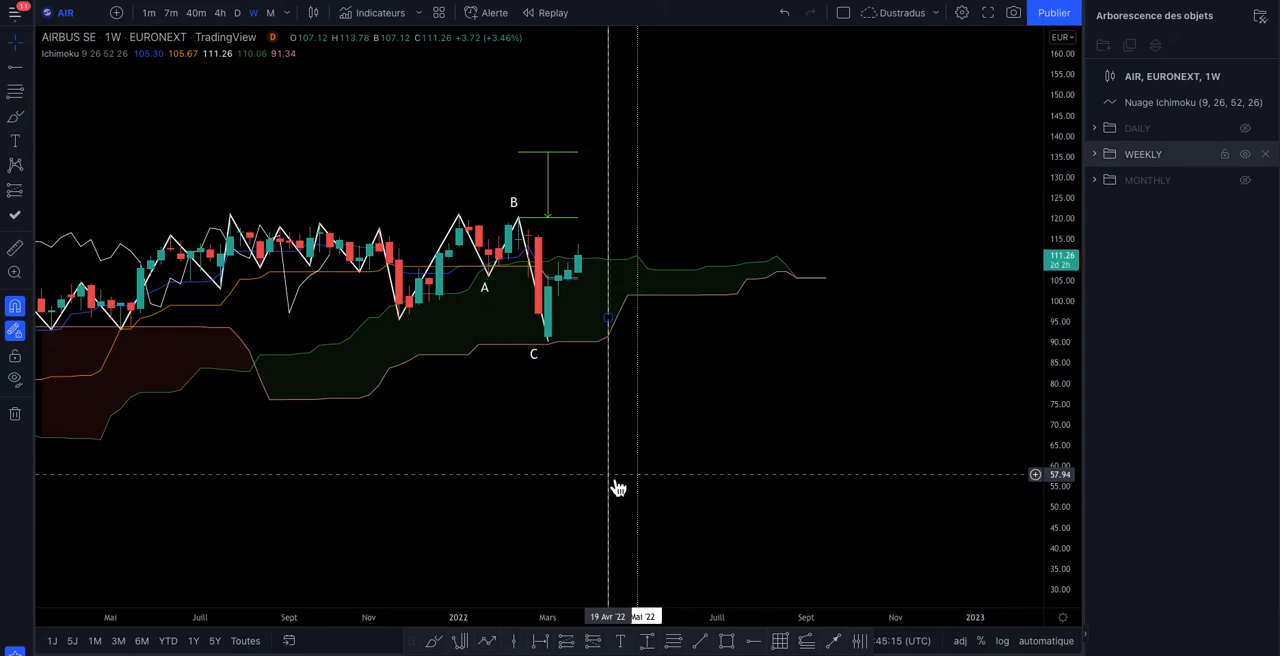 11
AIR
1m 7m 40m 4h D W M
Indicateurs
Alerte
Replay
Dustradus
Publier
Arborescence des objets
AIRBUS SE · 1W · EURONEXT · TradingView D O107.12 H113.78 B107.12 C111.26 +3.72 (+3.46%)
Ichimoku 9 26 52 26 105.30 105.67 111.26 110.06 91.34
EUR
160.00
155.00
150.00
145.00
140.00
135.00
130.00
125.00
120.00
115.00
111.26
2d 2h
105.00
100.00
95.00
90.00
85.00
80.00
75.00
70.00
65.00
60.00
57.94
55.00
50.00
45.00
40.00
35.00
30.00
AIR, EURONEXT, 1W
Nuage Ichimoku (9, 26, 52, 26)
DAILY
WEEKLY
MONTHLY
B
A
C
Mai Juill Sept Nov 2022 Mars 19 Avr '22 Mai '22 Juill Sept Nov 2023
1J 5J 1M 3M 6M YTD 1Y 5Y Toutes
:45:15 (UTC) adj % log automatique